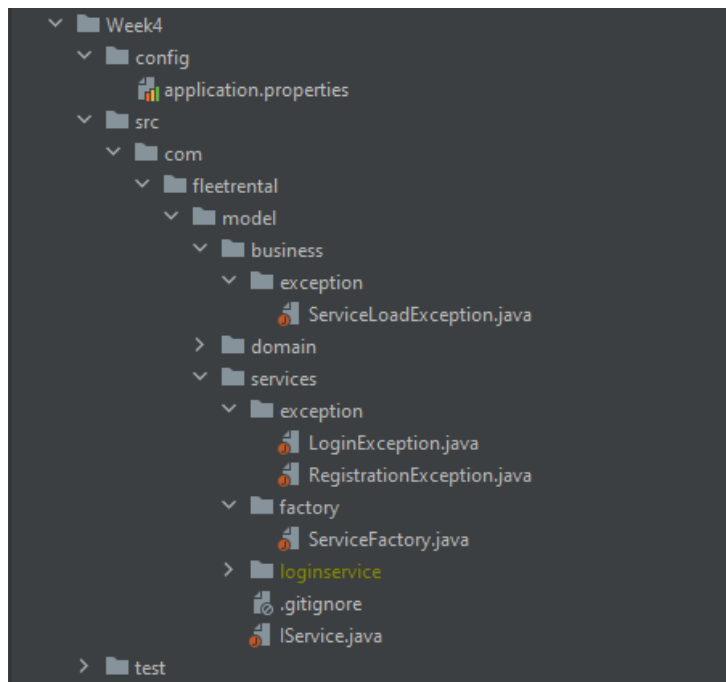 Week4
config
application.properties
src
com
fleetrental
model
business
exception
ServiceLoadException.java
domain
services
exception
LoginException.java
RegistrationException.java
factory
ServiceFactory.java
loginservice
.gitignore
IService.java
test